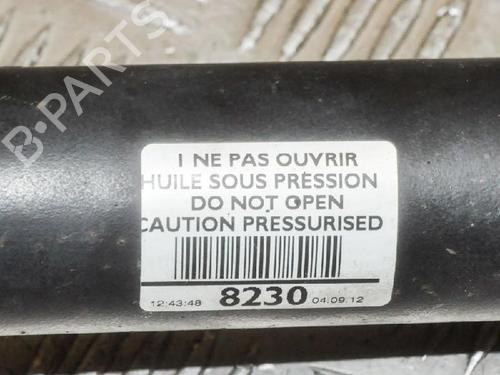 B-PARTS
I NE PAS OUVRIR
HUILE SOUS PRESSION
DO NOT OPEN
CAUTION PRESSURISED
12:43:48 8230 04.09.12